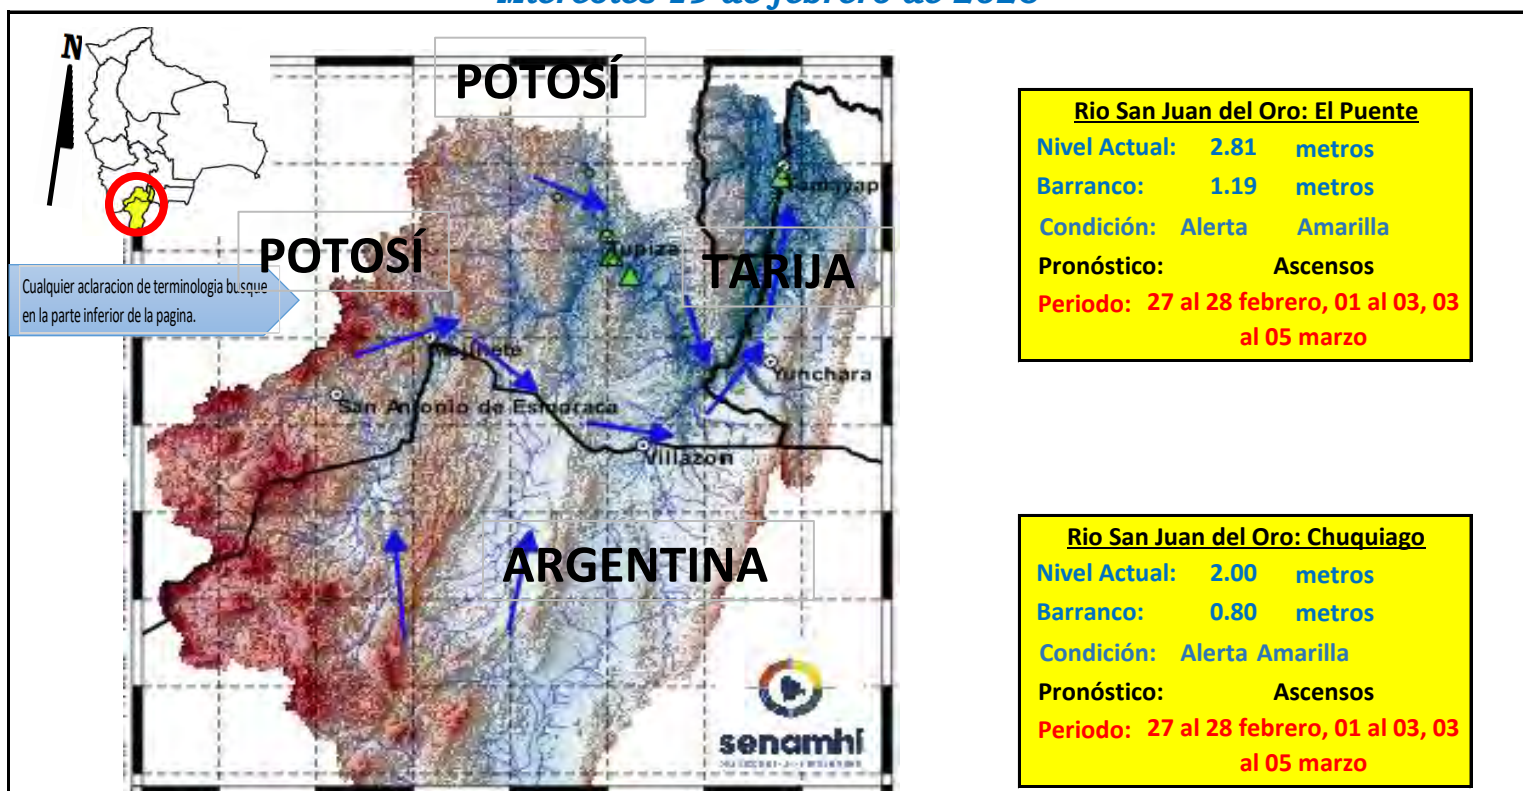 N
POTOSÍ
POTOSÍ
TARIJA
ARGENTINA
Cualquier aclaracion de terminologia busque
en la parte inferior de la pagina.
Tupiza
Yunchara
San Antonio de Esmoraca
Villazon
senamhi
Rio San Juan del Oro: El Puente
Nivel Actual: 2.81 metros
Barranco: 1.19 metros
Condición: Alerta Amarilla
Pronóstico: Ascensos
Periodo: 27 al 28 febrero, 01 al 03, 03
al 05 marzo
Rio San Juan del Oro: Chuquiago
Nivel Actual: 2.00 metros
Barranco: 0.80 metros
Condición: Alerta Amarilla
Pronóstico: Ascensos
Periodo: 27 al 28 febrero, 01 al 03, 03
al 05 marzo